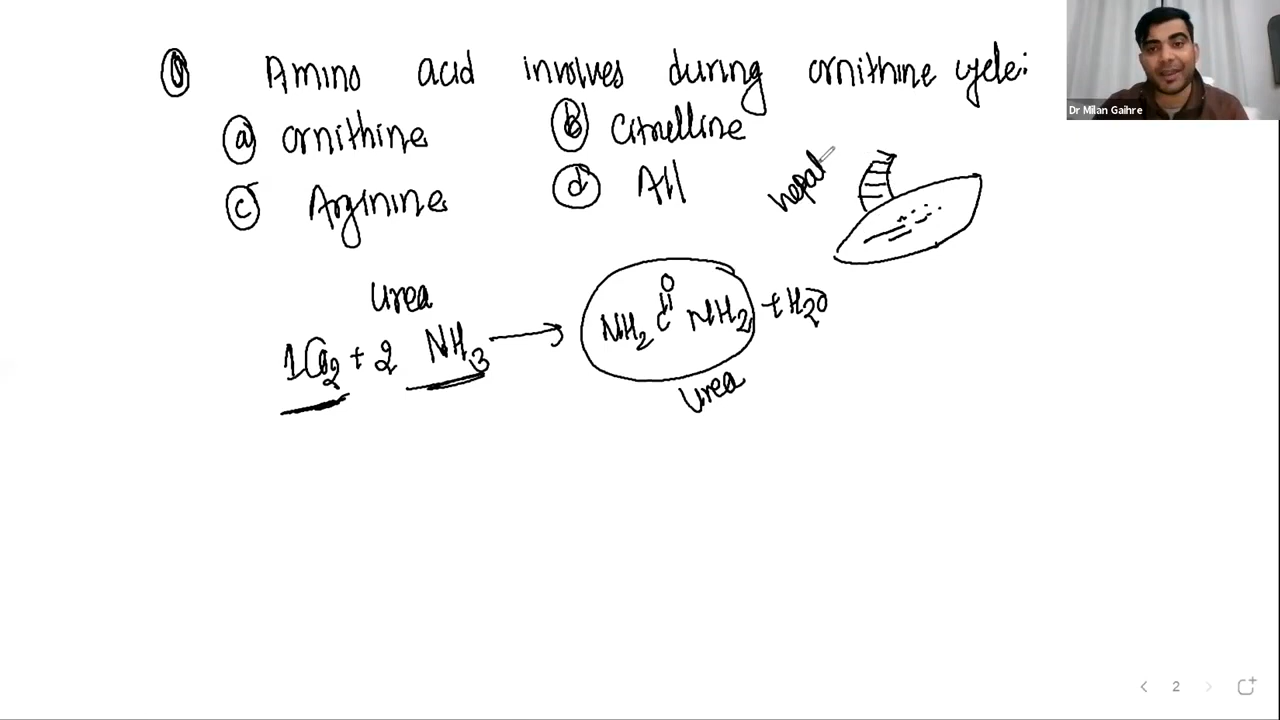 Q Amino acid involves during ornithine cycle:
Dr Milan Gaihre
a ornithine b Citrulline
c Arginine d All
hepat
Urea
1CO2 + 2 NH3 → NH2 C NH2 + H2O
O
Urea
2